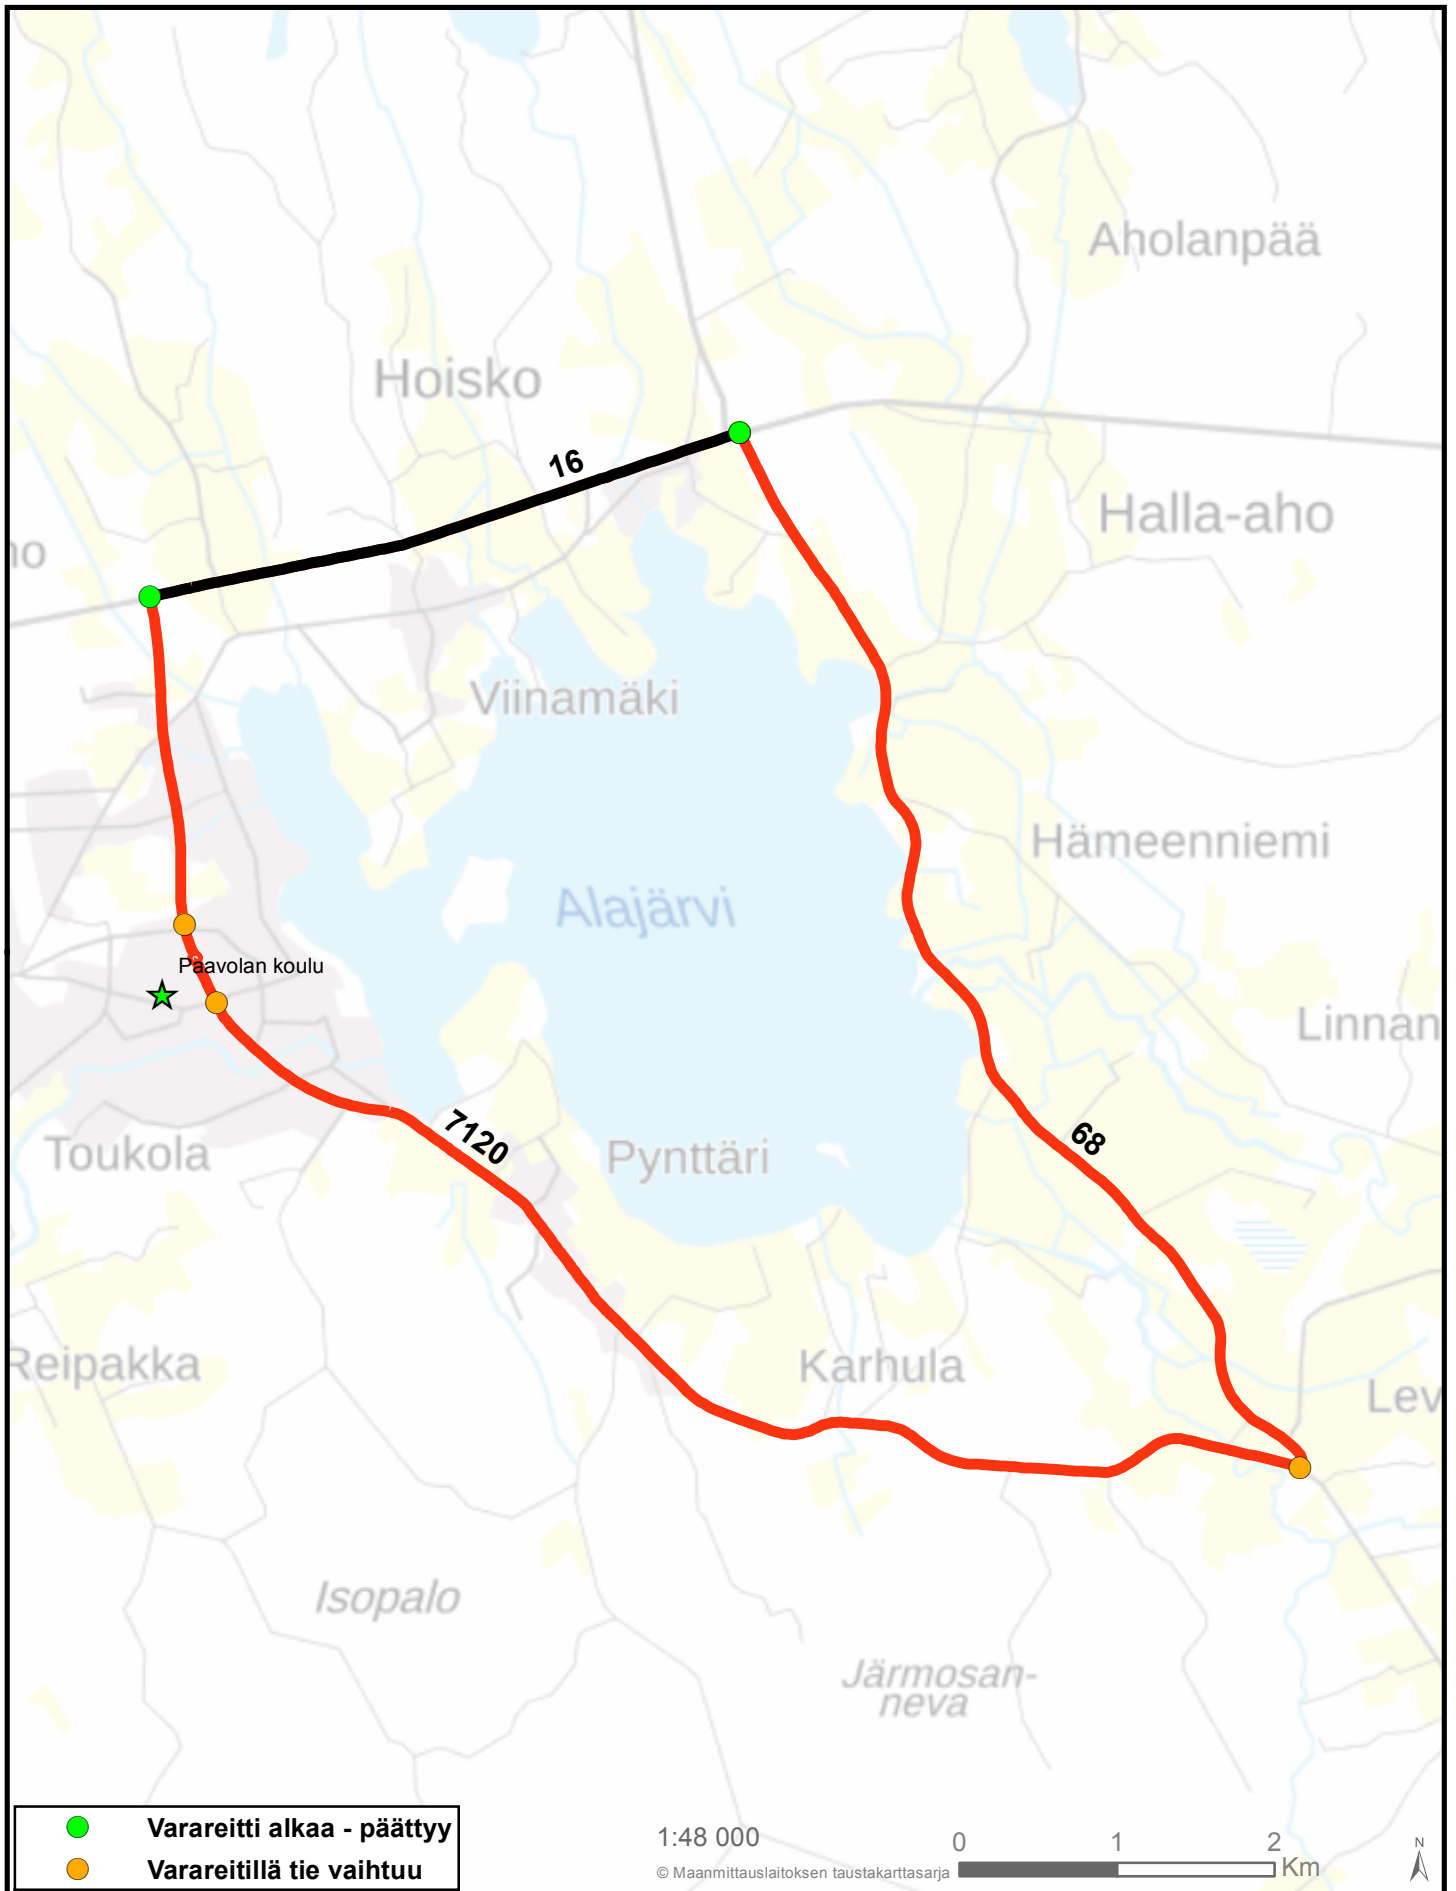 Aholanpää
Hoisko
16
Halla-aho
ho
Viinamäki
Hämeenniemi
Alajärvi
Paavolan koulu
Linnan
7120
68
Toukola
Pynttäri
Reipakka
Karhula
Lev
Isopalo
Järmosan-
neva
Varareitti alkaa - päättyy
Varareitillä tie vaihtuu
1:48 000
© Maanmittauslaitoksen taustakarttasarja
0 1 2
Km
N